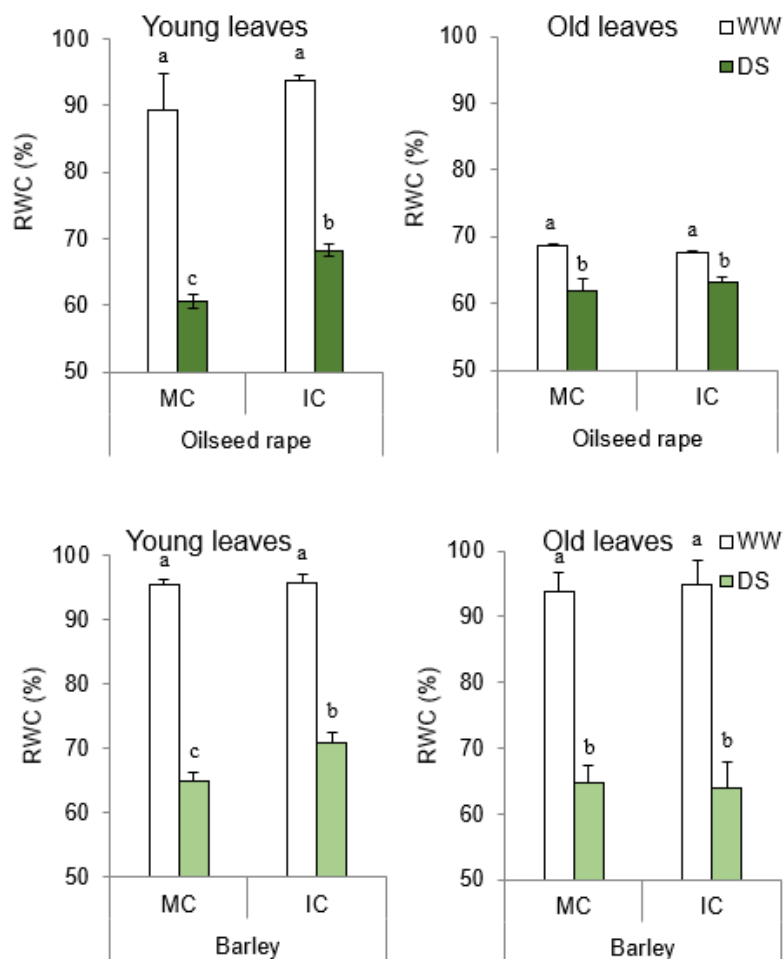 Young leaves
100
90
80
70
60
50
RWC (%)
a
c
a
b
MC
IC
Oilseed rape
Old leaves
WW
DS
100
90
80
70
60
50
RWC (%)
a
b
a
b
MC
IC
Oilseed rape
Young leaves
100
90
80
70
60
50
RWC (%)
a
c
a
b
MC
IC
Barley
Old leaves
WW
DS
100
90
80
70
60
50
RWC (%)
a
b
a
b
MC
IC
Barley